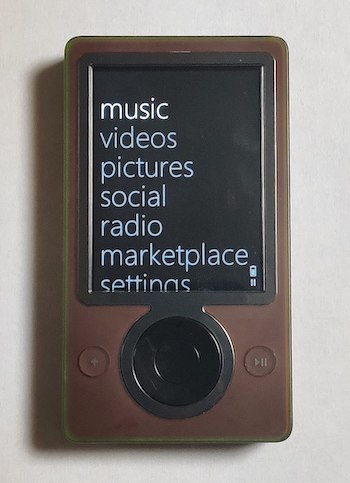 music
videos
pictures
social
radio
marketplace
settings